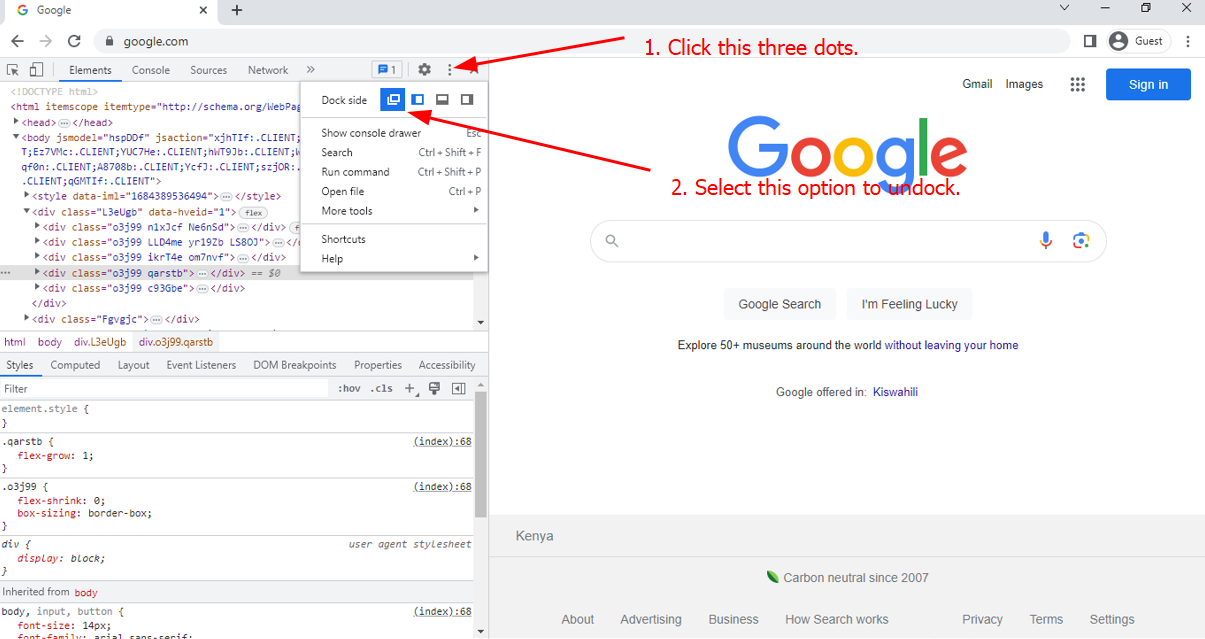 Google
google.com
Guest
1. Click this three dots.
Elements Console Sources Network » 1
Dock side
Show console drawer Esc
Search Ctrl + Shift + F
Run command Ctrl + Shift + P
Open file Ctrl + P
More tools
Shortcuts
Help
<!DOCTYPE html>
<html itemscope itemtype="http://schema.org/WebPag
<head> … </head>
<body jsmodel="hspDDf" jsaction="xjhTIf:.CLIENT;
T;Ez7VMc:.CLIENT;YUC7He:.CLIENT;hWT9Jb:.CLIENT;W
qf0n:.CLIENT;A8708b:.CLIENT;YcfJ:.CLIENT;szjOR:.
.CLIENT;qGMTIf:.CLIENT">
<style data-iml="1684389536494"> … </style>
<div class="L3eUgb" data-hveid="1"> flex
<div class="o3j99 n1xJcf Ne6nSd"> … </div>
<div class="o3j99 LLD4me yr19Zb LS8OJ"> …
<div class="o3j99 ikrT4e om7nvf"> … </div>
<div class="o3j99 qarstb"> … </div> == $0
<div class="o3j99 c93Gbe"> … </div>
</div>
<div class="Fgvgjc"> … </div>
html body div.L3eUgb div.o3j99.qarstb
Styles Computed Layout Event Listeners DOM Breakpoints Properties Accessibility
Filter :hov .cls +
element.style {
}
.qarstb { (index):68
flex-grow: 1;
}
.o3j99 { (index):68
flex-shrink: 0;
box-sizing: border-box;
}
div { user agent stylesheet
display: block;
}
Inherited from body
body, input, button { (index):68
font-size: 14px;
font-family: arial,sans-serif;
Gmail Images Sign in
Google
2. Select this option to undock.
Google Search I'm Feeling Lucky
Explore 50+ museums around the world without leaving your home
Google offered in: Kiswahili
Kenya
Carbon neutral since 2007
About Advertising Business How Search works Privacy Terms Settings